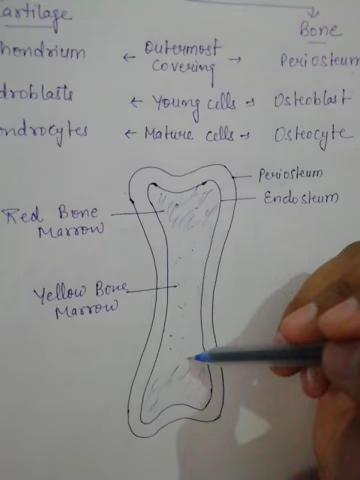 artilage
Bone
hondrium ← Outermost Covering → Periosteum
droblasts ← Young cells → Osteoblast
ondrocytes ← Mature cells → Osteocyte
Periosteum
Endosteum
Red Bone
Marrow
Yellow Bone
Marrow